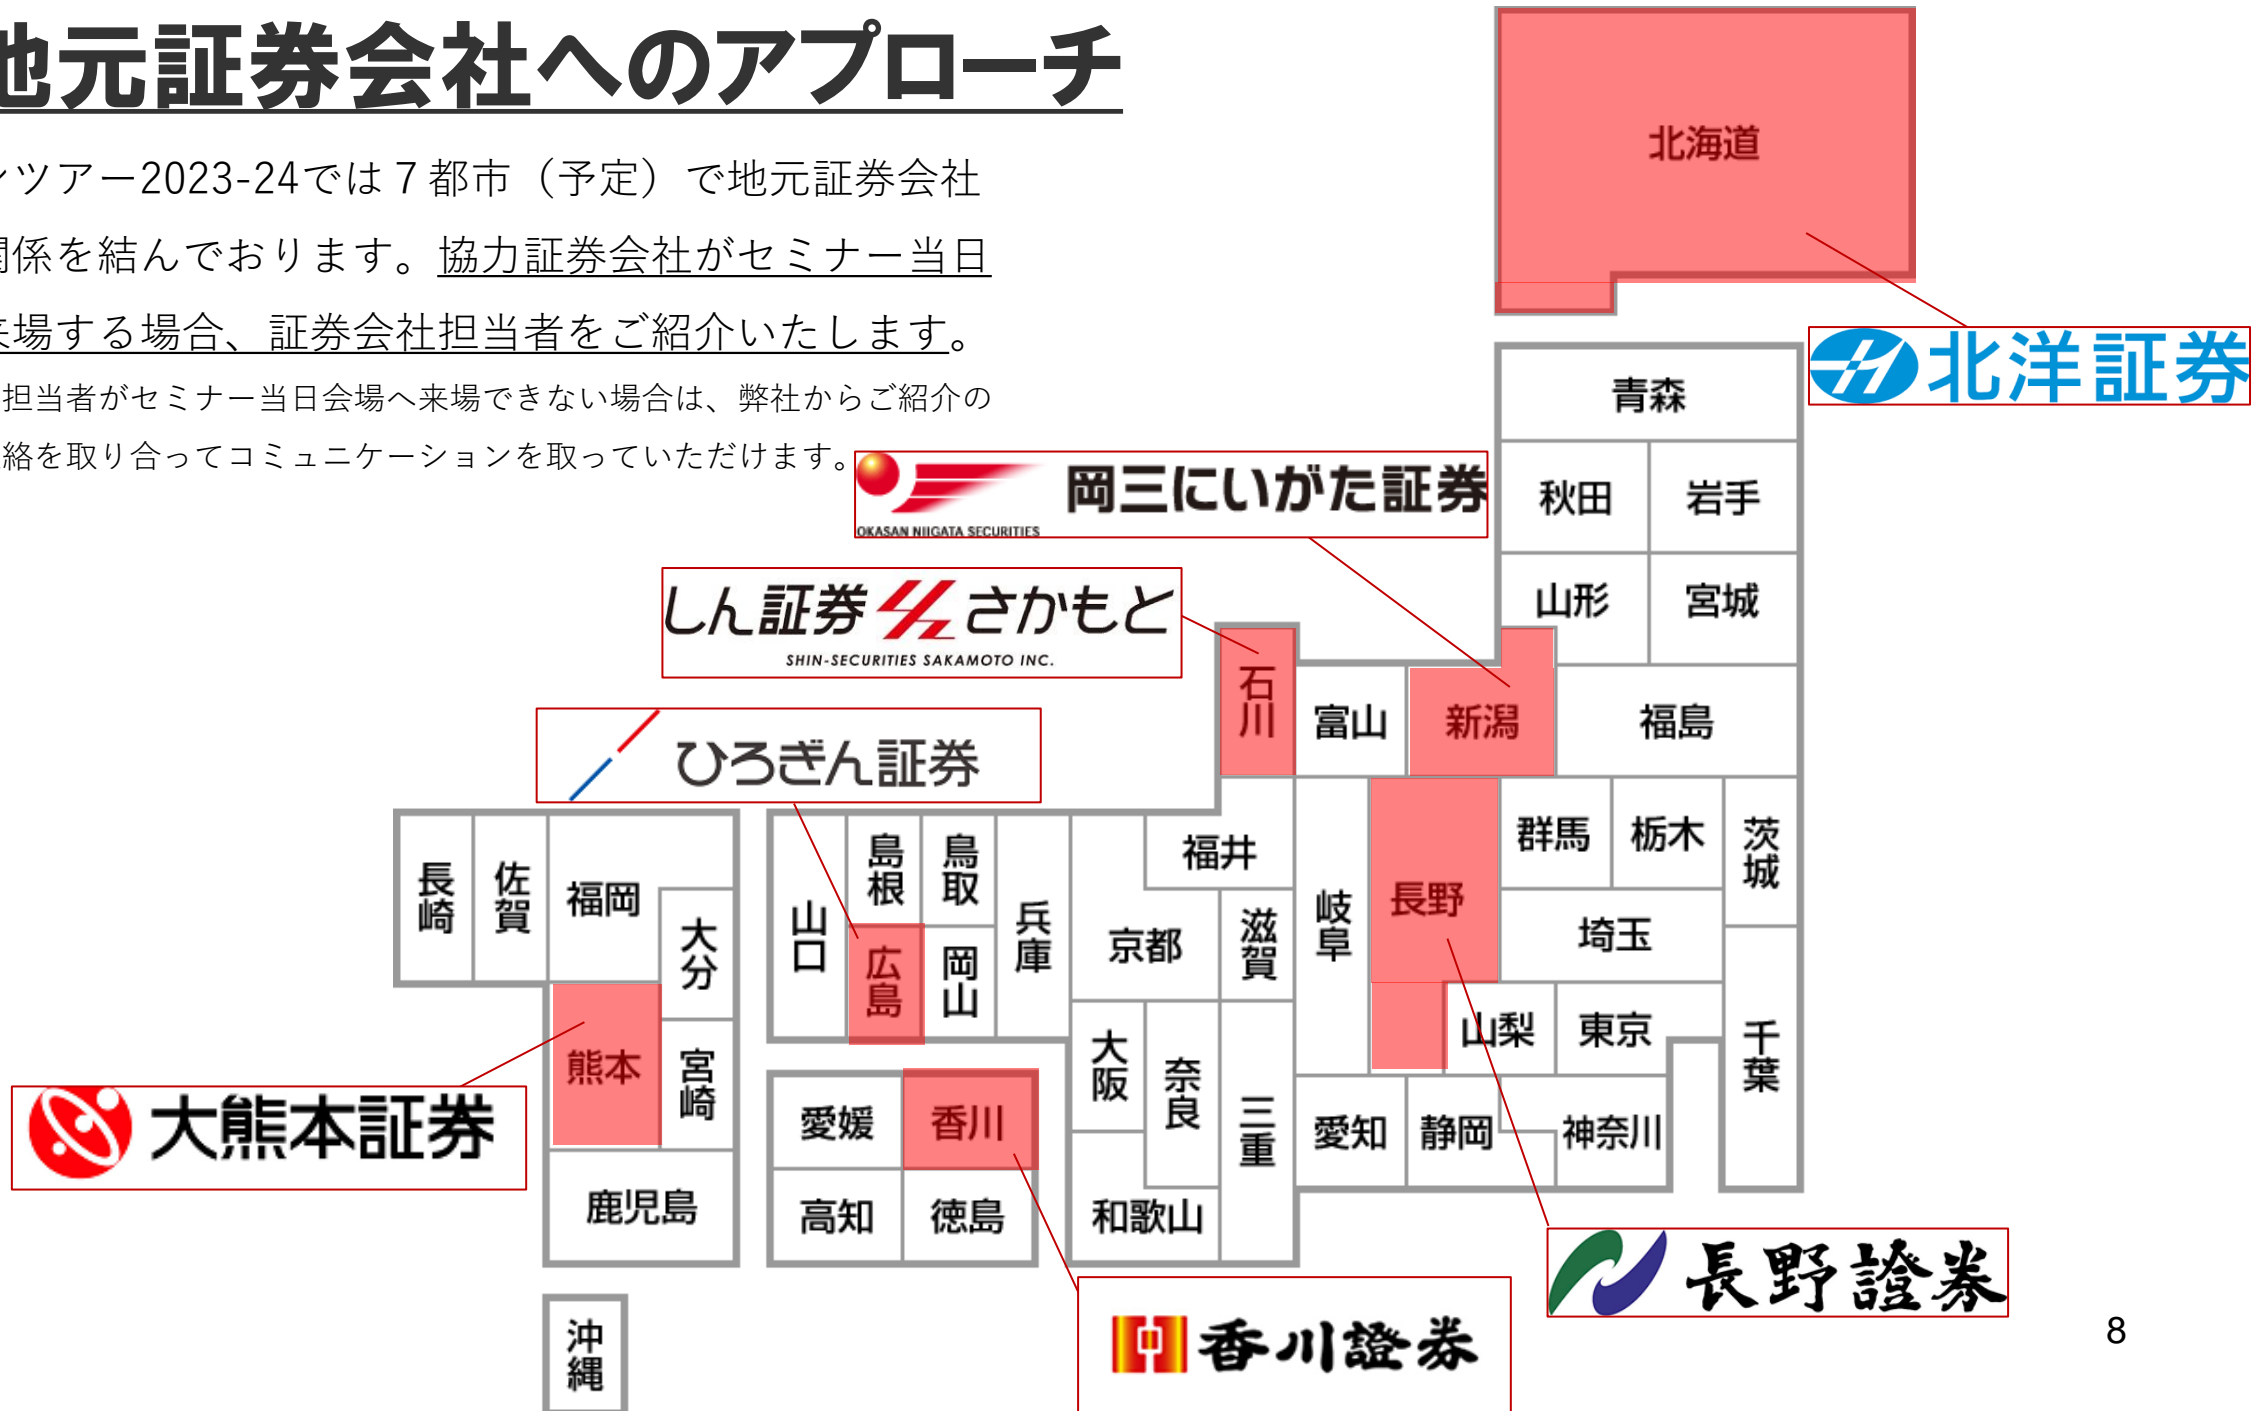 地元証券会社へのアプローチ
ンツアー2023-24では７都市（予定）で地元証券会社
関係を結んでおります。協力証券会社がセミナー当日
来場する場合、証券会社担当者をご紹介いたします。
担当者がセミナー当日会場へ来場できない場合は、弊社からご紹介の
絡を取り合ってコミュニケーションを取っていただけます。
北海道
北洋証券
青森
岡三にいがた証券
OKASAN NIIGATA SECURITIES
秋田
岩手
しん証券さかもと
SHIN-SECURITIES SAKAMOTO INC.
山形
宮城
石川
富山
新潟
福島
ひろぎん証券
長崎
佐賀
福岡
大分
山口
島根
鳥取
広島
岡山
兵庫
京都
福井
滋賀
岐阜
長野
群馬
栃木
茨城
埼玉
熊本
宮崎
大阪
奈良
三重
山梨
東京
千葉
大熊本証券
愛媛
香川
愛知
静岡
神奈川
鹿児島
高知
徳島
和歌山
長野證券
沖縄
香川證券
8